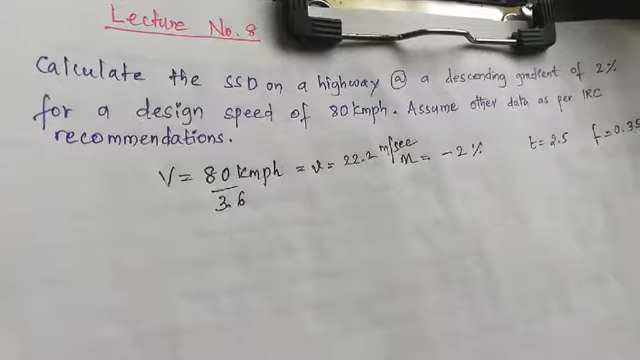 Lecture No. 8
Calculate the SSD on a highway @ a descending gradient of 2%
for a design speed of 80 kmph. Assume other data as per IRC
recommendations.
V = 80 kmph = v = 22.2 m/sec n = -2% t = 2.5 f = 0.35
3.6